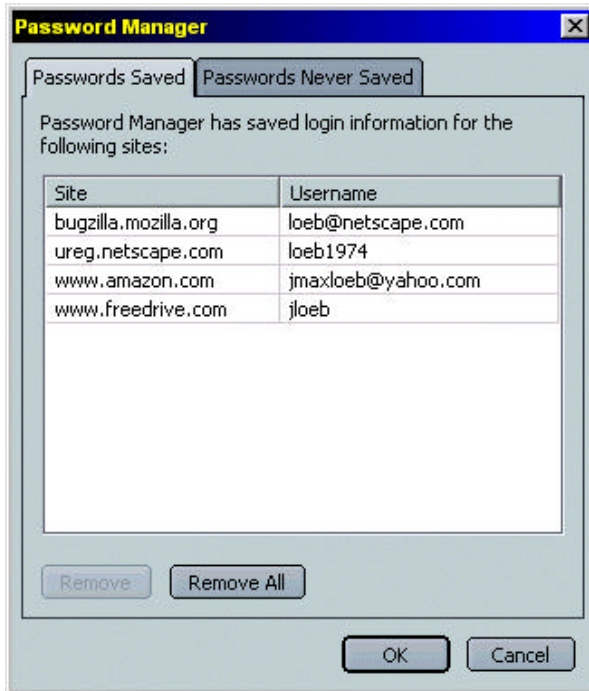 Password Manager
Passwords Saved Passwords Never Saved
Password Manager has saved login information for the
following sites:
Site Username
bugzilla.mozilla.org loeb@netscape.com
ureg.netscape.com loeb1974
www.amazon.com jmaxloeb@yahoo.com
www.freedrive.com jloeb
Remove Remove All
OK Cancel